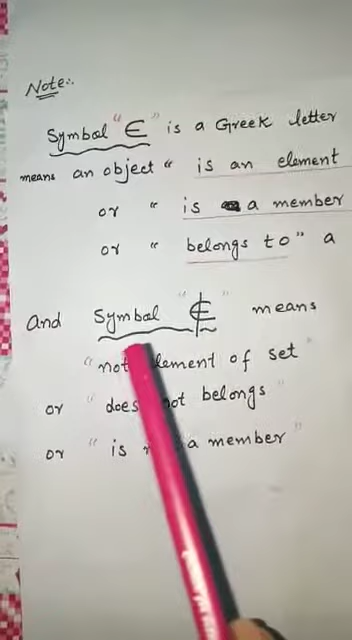 Note:-
Symbol "∈" is a Greek letter
means an object "is an element
or "is a member
or "belongs to" a
and Symbol "∉" means
"not element of set"
or "does not belongs"
or "is a member"